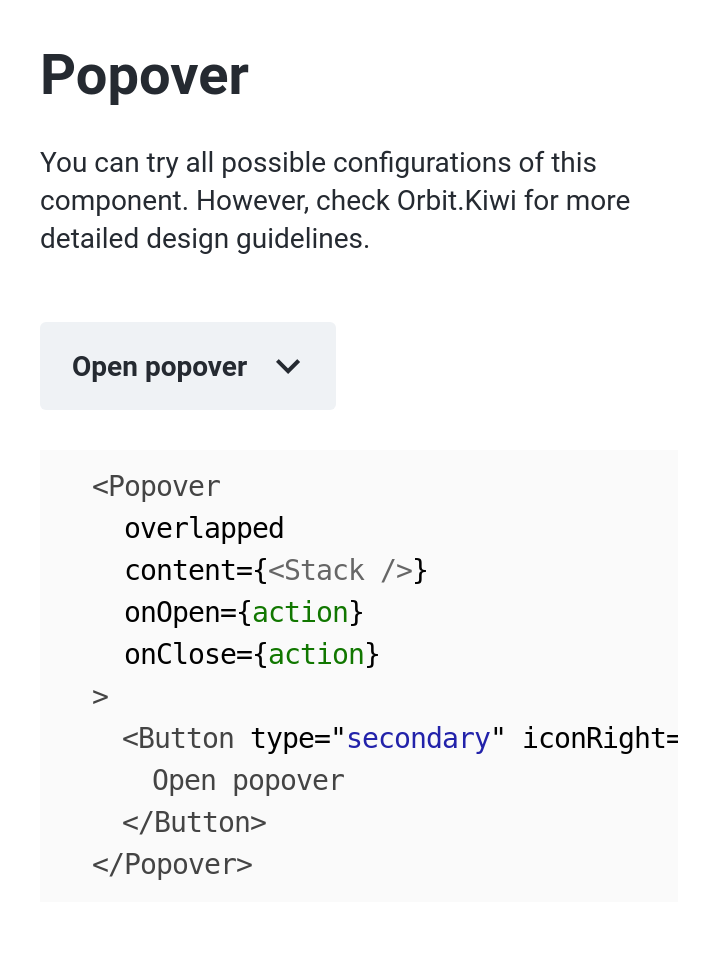 Popover
You can try all possible configurations of this
component. However, check Orbit.Kiwi for more
detailed design guidelines.
Open popover
<Popover
overlapped
content={<Stack />}
onOpen={action}
onClose={action}
>
<Button type="secondary" iconRight=
Open popover
</Button>
</Popover>